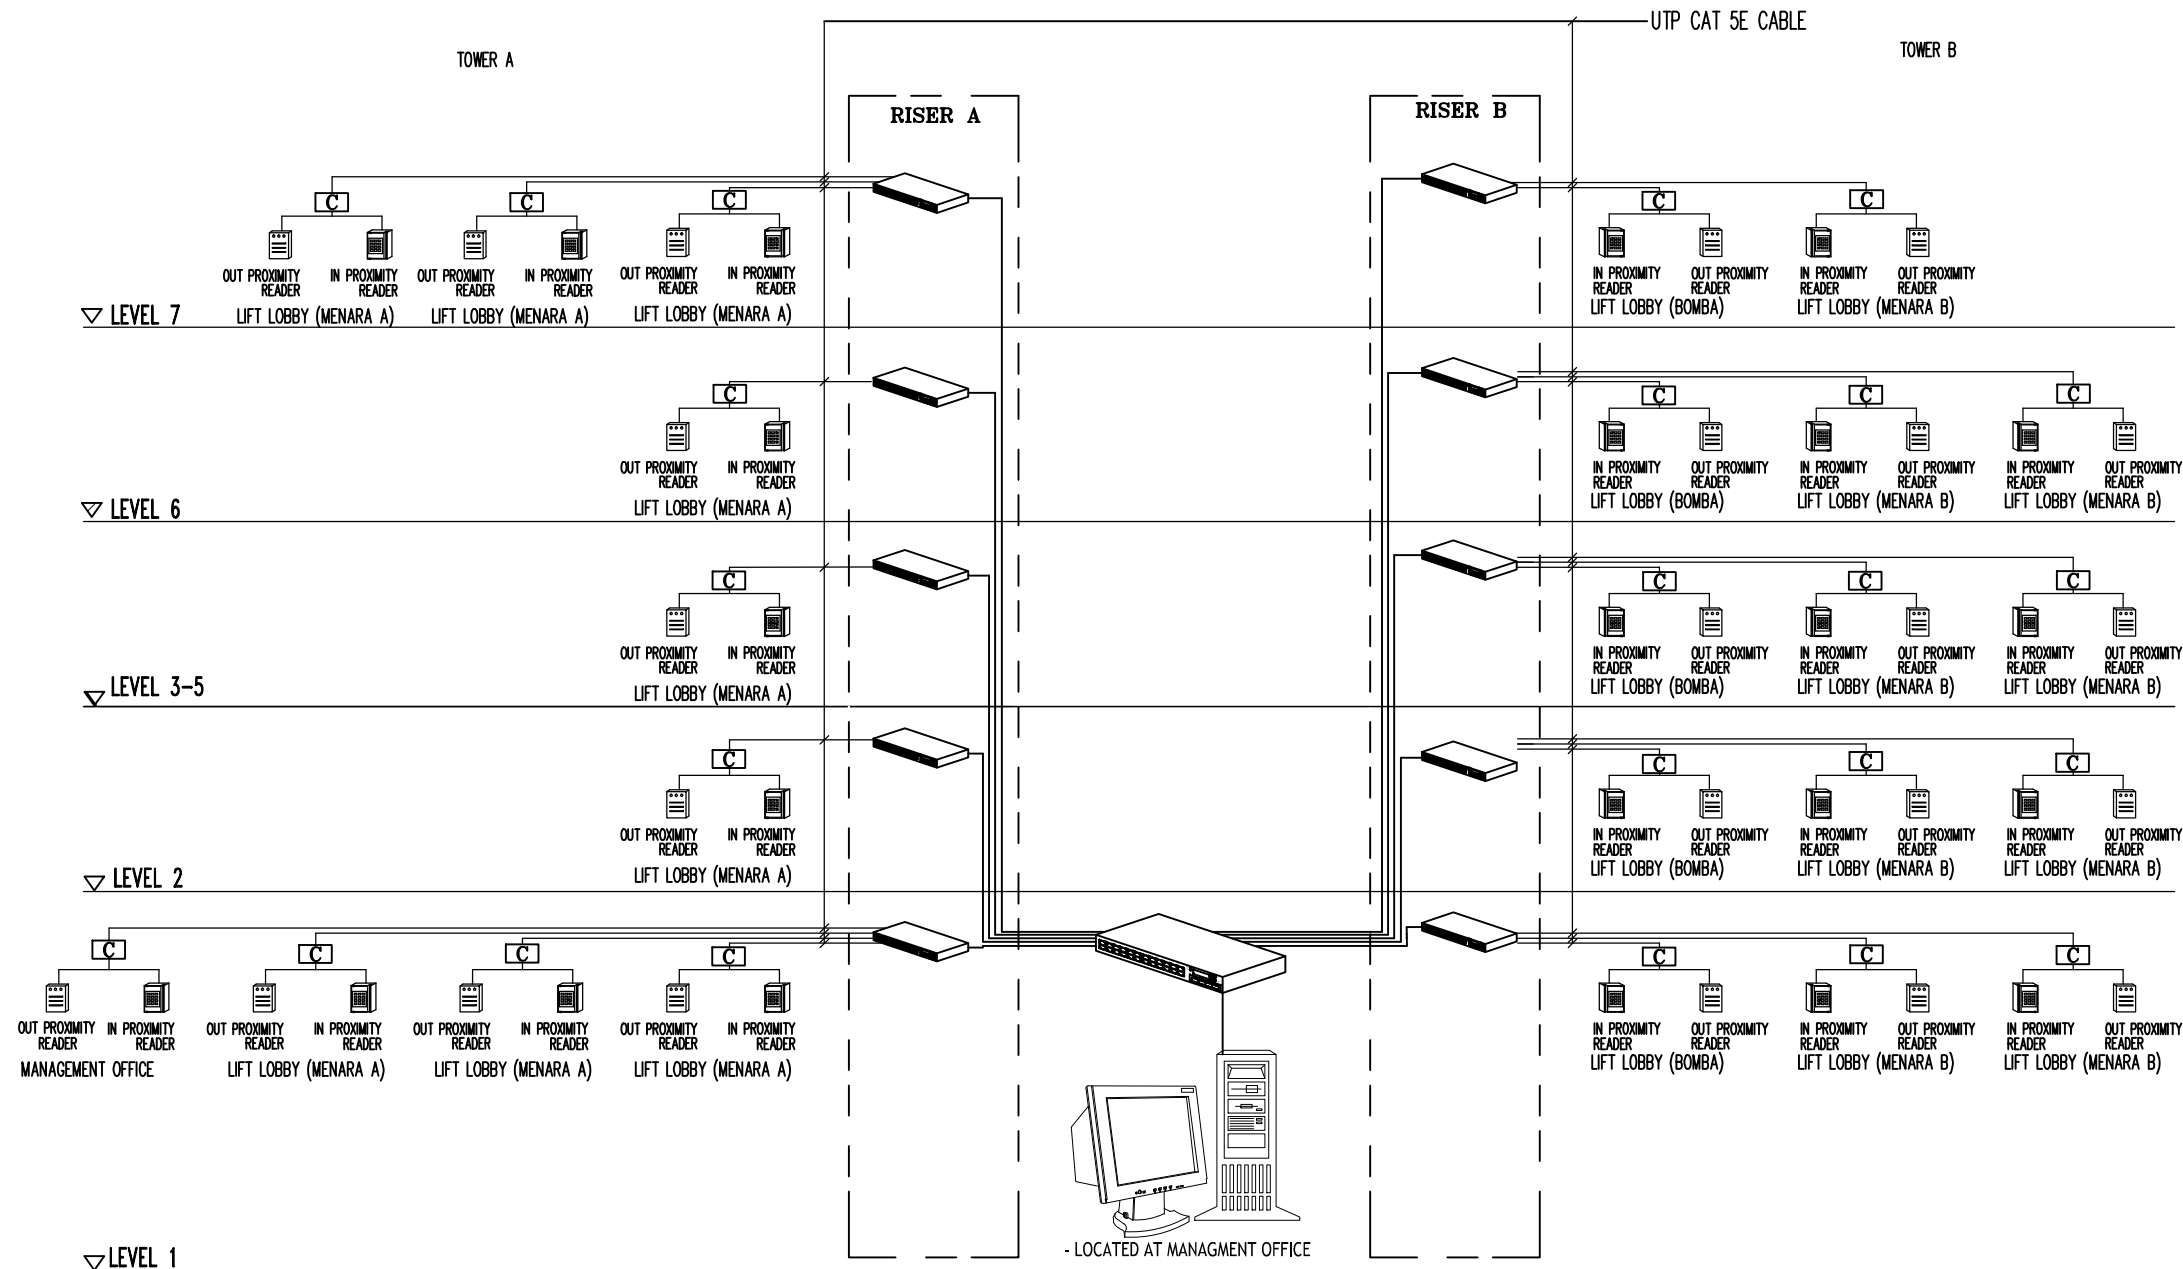 UTP CAT 5E CABLE
TOWER A
TOWER B
RISER A
RISER B
C
C
C
C
C
OUT PROXIMITY
READER
IN PROXIMITY
READER
OUT PROXIMITY
READER
IN PROXIMITY
READER
OUT PROXIMITY
READER
IN PROXIMITY
READER
IN PROXIMITY
READER
OUT PROXIMITY
READER
IN PROXIMITY
READER
OUT PROXIMITY
READER
LEVEL 7
LIFT LOBBY (MENARA A)
LIFT LOBBY (MENARA A)
LIFT LOBBY (MENARA A)
LIFT LOBBY (BOMBA)
LIFT LOBBY (MENARA B)
C
C
C
C
OUT PROXIMITY
READER
IN PROXIMITY
READER
IN PROXIMITY
READER
OUT PROXIMITY
READER
IN PROXIMITY
READER
OUT PROXIMITY
READER
IN PROXIMITY
READER
OUT PROXIMITY
READER
LEVEL 6
LIFT LOBBY (MENARA A)
LIFT LOBBY (BOMBA)
LIFT LOBBY (MENARA B)
LIFT LOBBY (MENARA B)
C
C
C
C
OUT PROXIMITY
READER
IN PROXIMITY
READER
IN PROXIMITY
READER
OUT PROXIMITY
READER
IN PROXIMITY
READER
OUT PROXIMITY
READER
IN PROXIMITY
READER
OUT PROXIMITY
READER
LEVEL 3-5
LIFT LOBBY (MENARA A)
LIFT LOBBY (BOMBA)
LIFT LOBBY (MENARA B)
LIFT LOBBY (MENARA B)
C
C
C
C
OUT PROXIMITY
READER
IN PROXIMITY
READER
IN PROXIMITY
READER
OUT PROXIMITY
READER
IN PROXIMITY
READER
OUT PROXIMITY
READER
IN PROXIMITY
READER
OUT PROXIMITY
READER
LEVEL 2
LIFT LOBBY (MENARA A)
LIFT LOBBY (BOMBA)
LIFT LOBBY (MENARA B)
LIFT LOBBY (MENARA B)
C
C
C
C
C
C
C
OUT PROXIMITY
READER
IN PROXIMITY
READER
OUT PROXIMITY
READER
IN PROXIMITY
READER
OUT PROXIMITY
READER
IN PROXIMITY
READER
OUT PROXIMITY
READER
IN PROXIMITY
READER
IN PROXIMITY
READER
OUT PROXIMITY
READER
IN PROXIMITY
READER
OUT PROXIMITY
READER
IN PROXIMITY
READER
OUT PROXIMITY
READER
MANAGEMENT OFFICE
LIFT LOBBY (MENARA A)
LIFT LOBBY (MENARA A)
LIFT LOBBY (MENARA A)
LIFT LOBBY (BOMBA)
LIFT LOBBY (MENARA B)
LIFT LOBBY (MENARA B)
- LOCATED AT MANAGMENT OFFICE
LEVEL 1